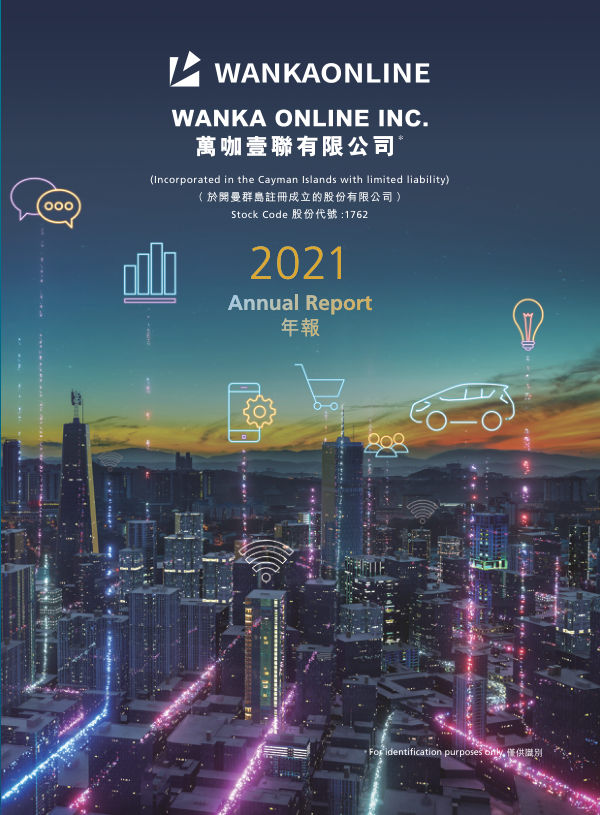 WANKAONLINE
WANKA ONLINE INC.
萬咖壹聯有限公司*
(Incorporated in the Cayman Islands with limited liability)
（於開曼群島註冊成立的股份有限公司）
Stock Code 股份代號 :1762
2021
Annual Report
年報
For identification purposes only 僅供識別